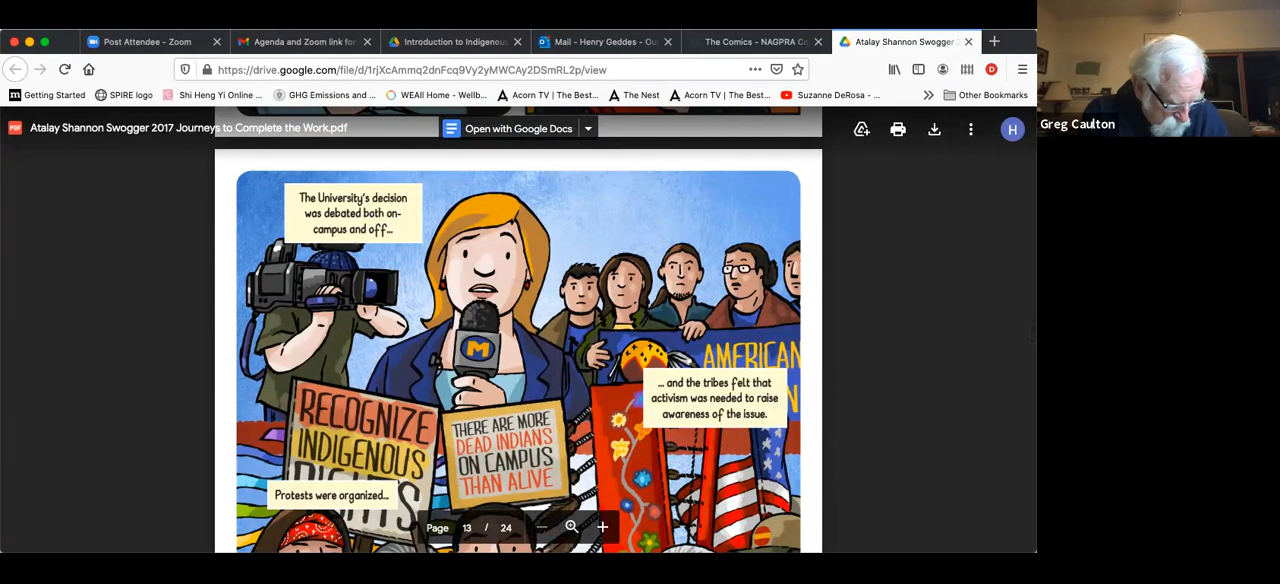 Post Attendee - Zoom
Agenda and Zoom link for
Introduction to Indigenous
Mail - Henry Geddes - Ou
The Comics - NAGPRA Co
Atalay Shannon Swogger 2
https://drive.google.com/file/d/1rjXcAmmq2dnFcq9Vy2yMWCAy2DSmRL2p/view
Getting Started
SPIRE logo
Shi Heng Yi Online ...
GHG Emissions and ...
WEAll Home - Wellb...
Acorn TV | The Best...
The Nest
Acorn TV | The Best...
Suzanne DeRosa - ...
Other Bookmarks
Greg Caulton
PDF
Atalay Shannon Swogger 2017 Journeys to Complete the Work.pdf
Open with Google Docs
H
The University's decision
was debated both on-
campus and off...
M
AMERICAN
... and the tribes felt that
activism was needed to raise
awareness of the issue.
RECOGNIZE
INDIGENOUS
RIGHTS
THERE ARE MORE
DEAD INDIANS
ON CAMPUS
THAN ALIVE
Protests were organized...
Page 13 / 24